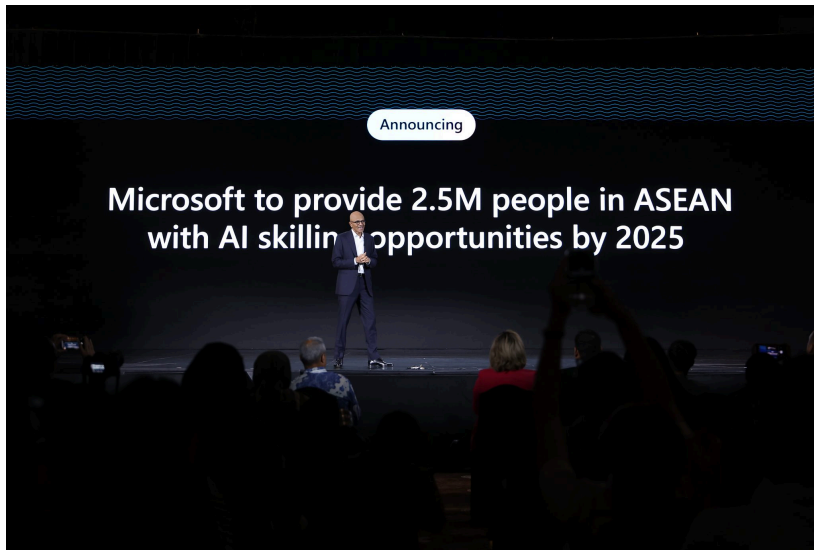 Announcing
Microsoft to provide 2.5M people in ASEAN
with AI skilling opportunities by 2025